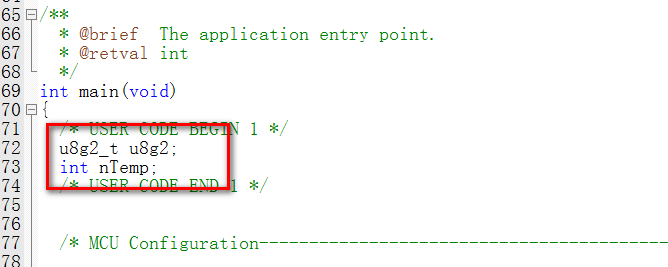 65 /**
66 * @brief The application entry point.
67 * @retval int
68 */
69 int main(void)
70 {
71 /* USER CODE BEGIN 1 */
72 u8g2_t u8g2;
73 int nTemp;
74 /* USER CODE END 1 */
75
76
77 /* MCU Configuration-----------------------------------------
78